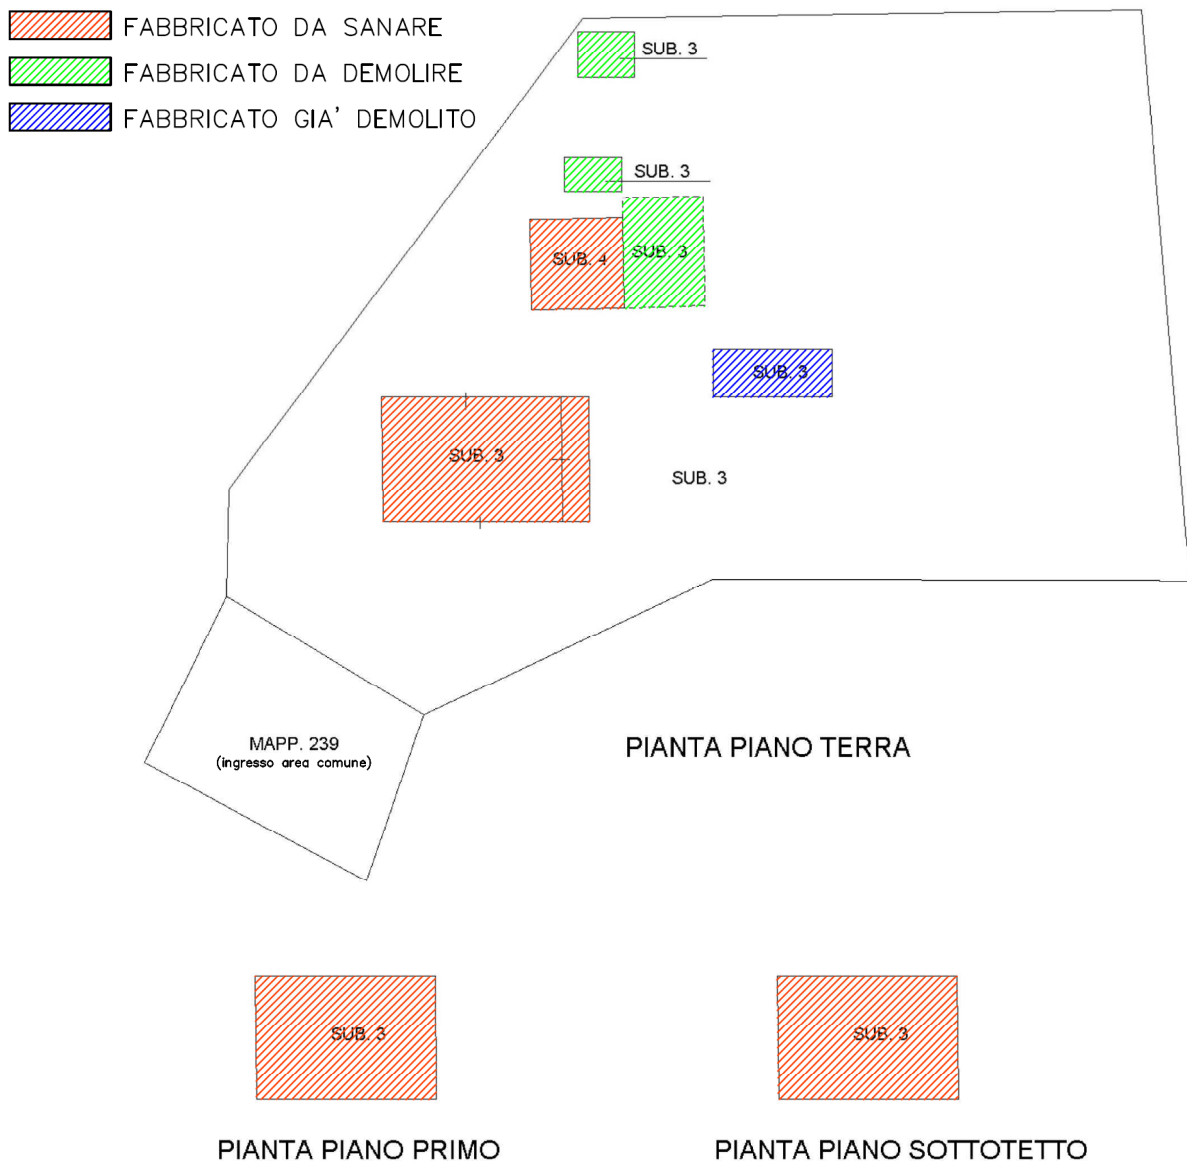 FABBRICATO DA SANARE
FABBRICATO DA DEMOLIRE
FABBRICATO GIA' DEMOLITO
SUB. 3
SUB. 3
SUB. 4
SUB. 3
SUB. 3
SUB. 3
SUB. 3
MAPP. 239
(ingresso area comune)
PIANTA PIANO TERRA
SUB. 3
SUB. 3
PIANTA PIANO PRIMO
PIANTA PIANO SOTTOTETTO